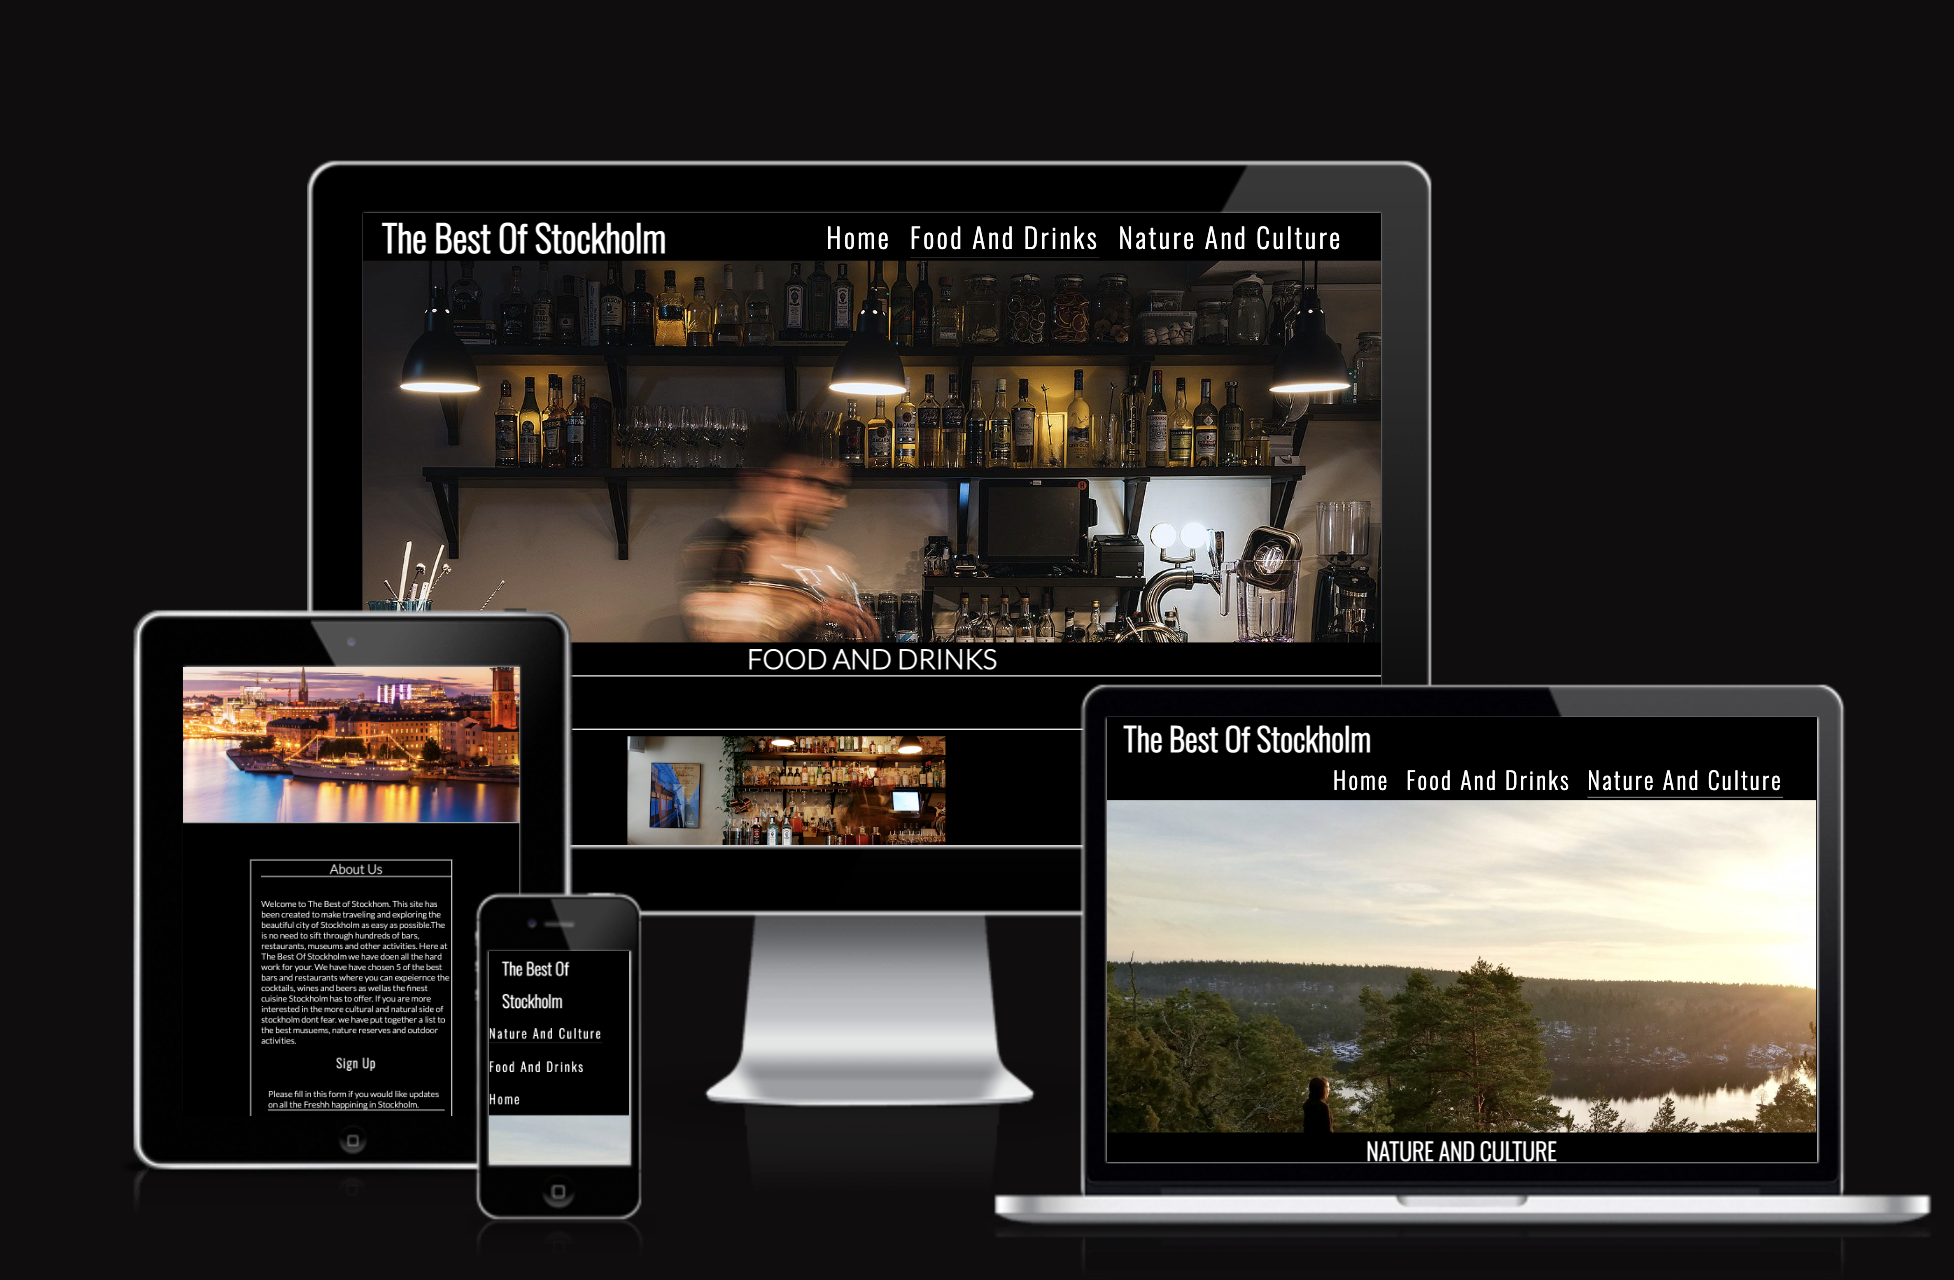 The Best Of Stockholm
Home Food And Drinks Nature And Culture
FOOD AND DRINKS
About Us
Welcome to The Best of Stockhom. This site has
been created to make traveling and exploring the
beautiful city of Stockholm as easy as possible.The
is no need to sift through hundreds of bars,
restaurants, museums and other activities. Here at
The Best Of Stockholm we have doen all the hard
work for your. We have have chosen 5 of the best
bars and restaurants where you can expeiernce the
cocktails, wines and beers as wellas the finest
cuisine Stockholm has to offer. If you are more
interested in the more cultural and natural side of
stockholm dont fear. we have put together a list to
the best musuems, nature reserves and outdoor
activities.
Sign Up
Please fill in this form if you would like updates
on all the Freshh happining in Stockholm.
The Best Of
Stockholm
Nature And Culture
Food And Drinks
Home
The Best Of Stockholm
Home Food And Drinks Nature And Culture
NATURE AND CULTURE